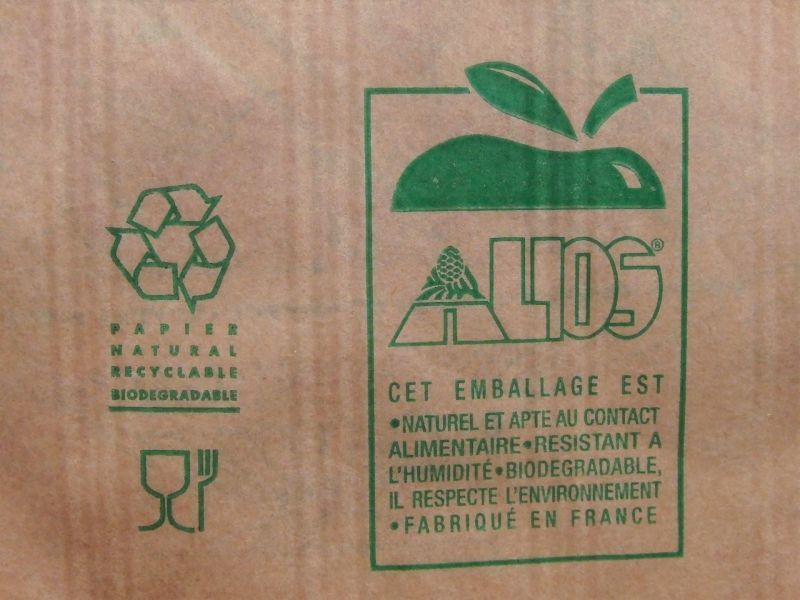 PAPIER
NATURAL
RECYCLABLE
BIODEGRADABLE
ALIOS®
CET EMBALLAGE EST
•NATUREL ET APTE AU CONTACT
ALIMENTAIRE•RESISTANT A
L'HUMIDITÉ•BIODEGRADABLE,
IL RESPECTE L'ENVIRONNEMENT
•FABRIQUÉ EN FRANCE